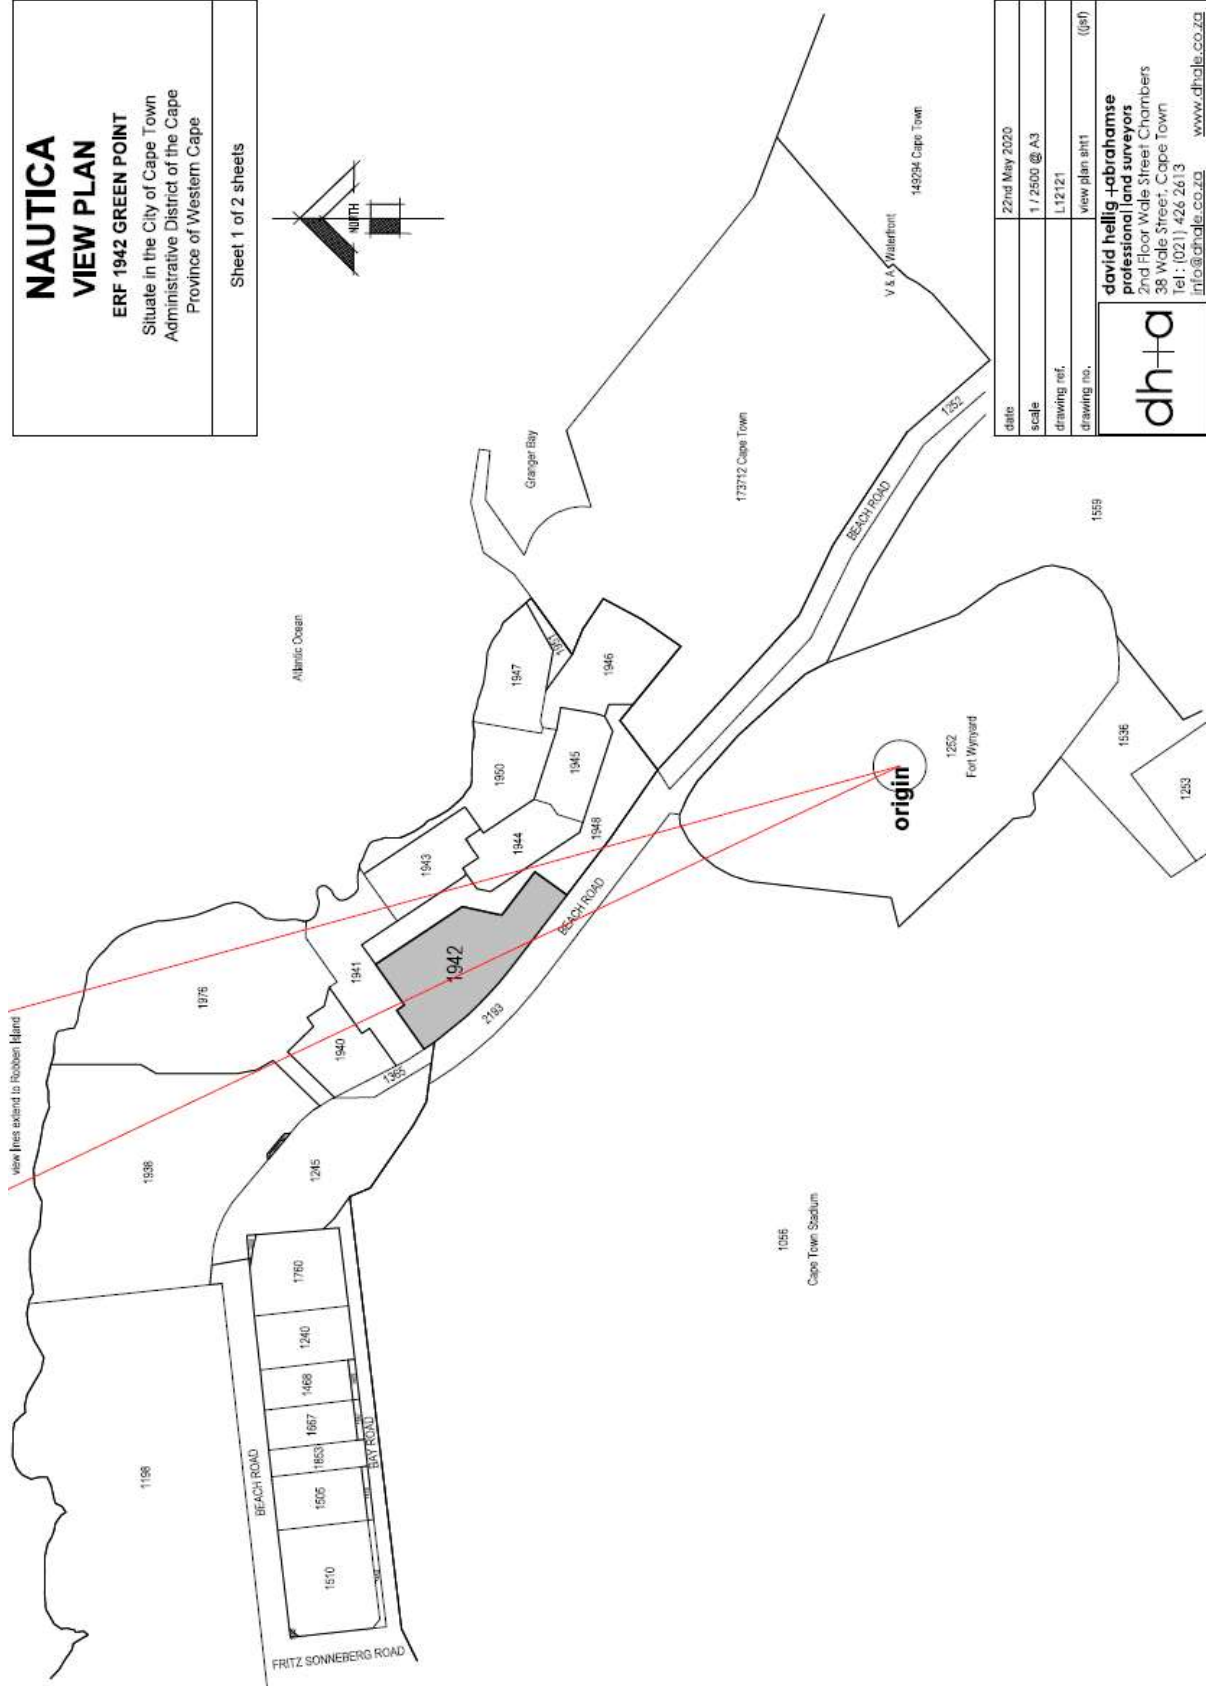 NAUTICA
VIEW PLAN
ERF 1942 GREEN POINT
Situate in the City of Cape Town
Administrative District of the Cape
Province of Western Cape
Sheet 1 of 2 sheets
NORTH
view lines extend to Robben Island
Atlantic Ocean
Granger Bay
149294 Cape Town
V & A Waterfront
173712 Cape Town
1252
BEACH ROAD
1559
1947
1951
1946
1950
1945
1943
1944
1948
1976
1941
1942
BEACH ROAD
1940
2193
1365
1938
1245
origin
1252
Fort Wynyard
1536
1253
1056
Cape Town Stadium
1198
BEACH ROAD
1760
1240
1468
1667
1853
1505
1510
BAY ROAD
FRITZ SONNEBERG ROAD
date 22nd May 2020
scale 1 / 2500 @ A3
drawing ref. L12121
drawing no. view plan sht1 (jsf)
dh+a
david hellig +abrahamse
professional land surveyors
2nd Floor Wale Street Chambers
38 Wale Street, Cape Town
Tel : (021) 426 2613
info@dhale.co.za www.dhale.co.za